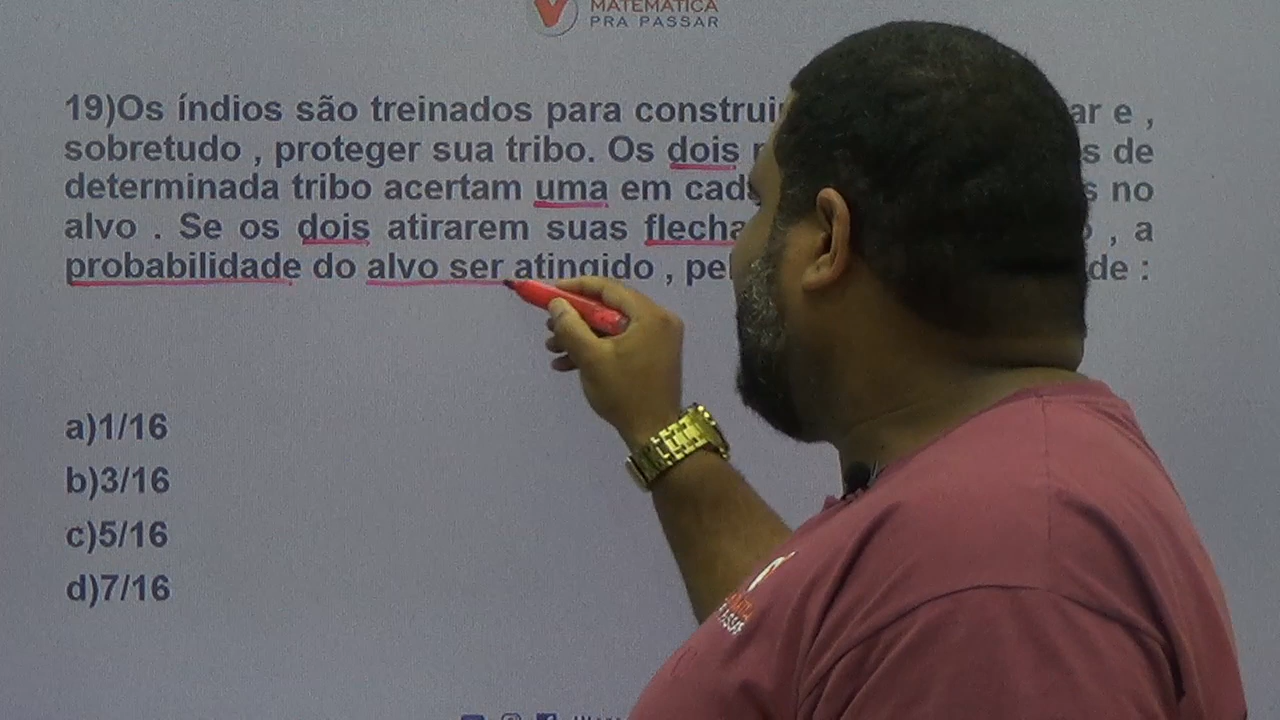 MATEMÁTICA
PRA PASSAR
19)Os índios são treinados para construir ar e ,
sobretudo , proteger sua tribo. Os dois s de
determinada tribo acertam uma em cada s no
alvo . Se os dois atirarem suas flecha , a
probabilidade do alvo ser atingido , pe de :
a)1/16
b)3/16
c)5/16
d)7/16